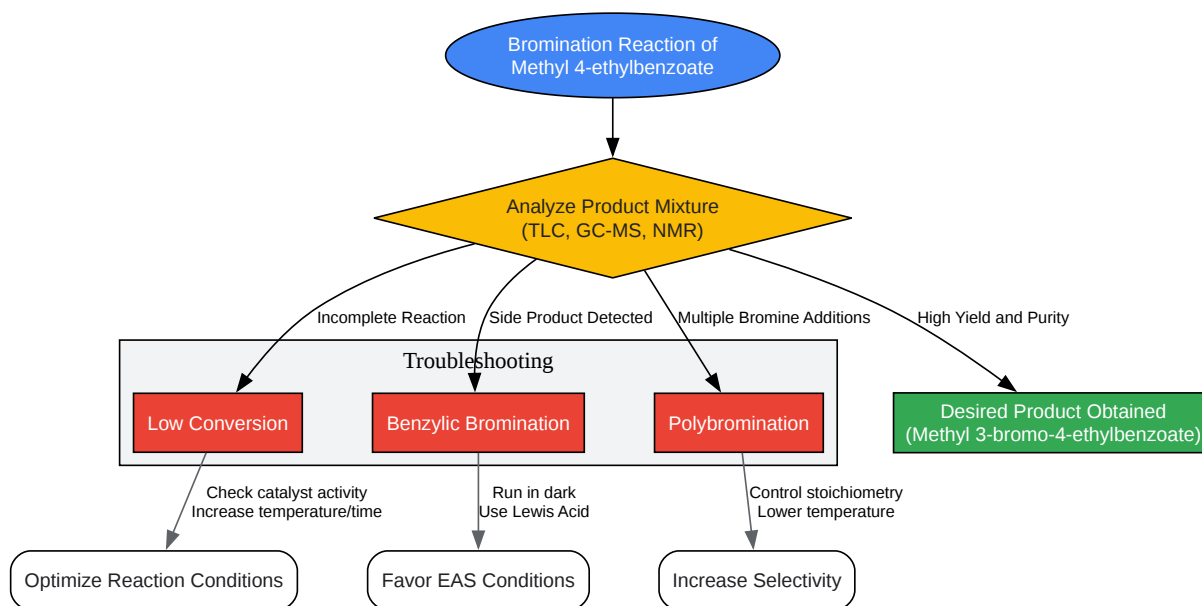 Bromination Reaction of
Methyl 4-ethylbenzoate
Analyze Product Mixture
(TLC, GC-MS, NMR)
Incomplete Reaction
Side Product Detected
Multiple Bromine Additions
High Yield and Purity
Troubleshooting
Low Conversion
Benzylic Bromination
Polybromination
Desired Product Obtained
(Methyl 3-bromo-4-ethylbenzoate)
Check catalyst activity
Increase temperature/time
Run in dark
Use Lewis Acid
Control stoichiometry
Lower temperature
Optimize Reaction Conditions
Favor EAS Conditions
Increase Selectivity